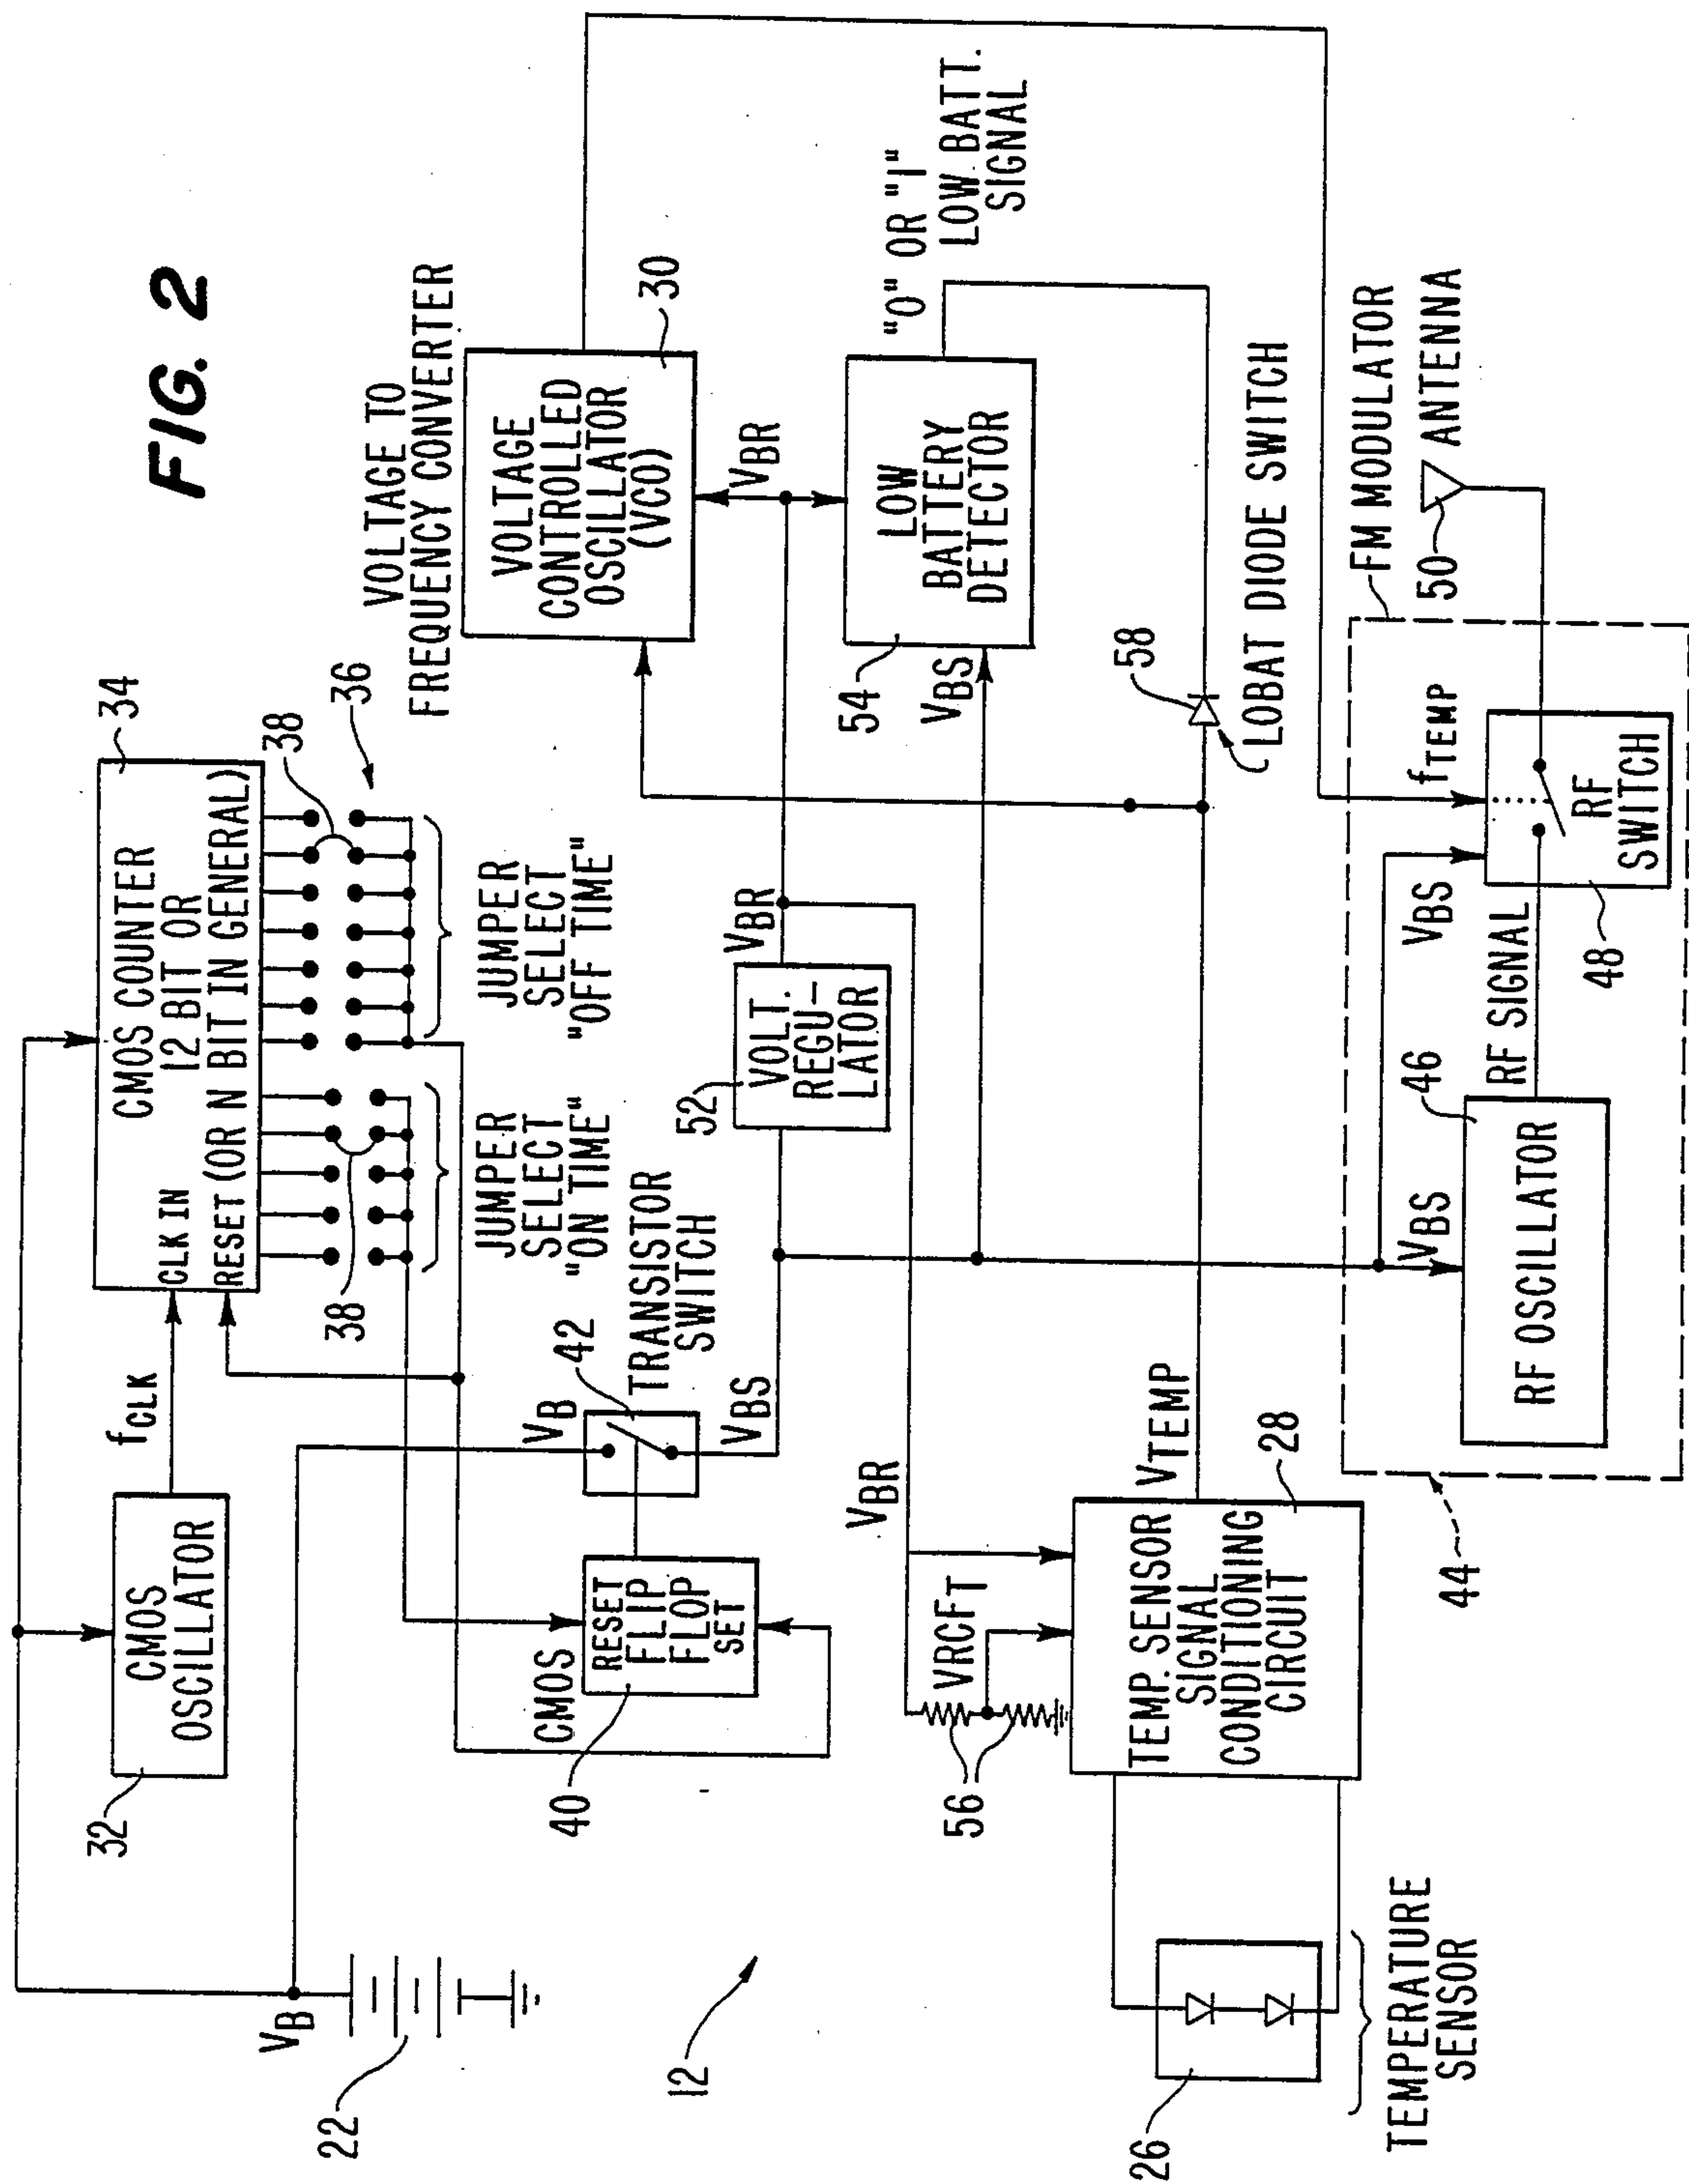 FIG. 2
VB
22
12
32
CMOS
OSCILLATOR
fCLK
CLK IN
RESET
CMOS COUNTER
12 BIT OR
(OR N BIT IN GENERAL)
34
38
JUMPER
SELECT
"ON TIME"
38
JUMPER
SELECT
"OFF TIME"
36
CMOS
40
RESET
FLIP
FLOP
SET
VB
42
TRANSISTOR
SWITCH
VBS
52
VOLT.
REGU-
LATOR
VBR
VOLTAGE TO
FREQUENCY CONVERTER
VOLTAGE
CONTROLLED
OSCILLATOR
(VCO)
30
VBR
54
VBS
LOW
BATTERY
DETECTOR
"0" OR "1"
LOW BATT.
SIGNAL
VBR
VRCFT
56
TEMP. SENSOR
SIGNAL
CONDITIONING
CIRCUIT
28
VTEMP
58
LOBAT DIODE SWITCH
26
TEMPERATURE
SENSOR
44
VBS
RF OSCILLATOR
46
RF SIGNAL
VBS
fTEMP
48
RF
SWITCH
FM MODULATOR
50
ANTENNA